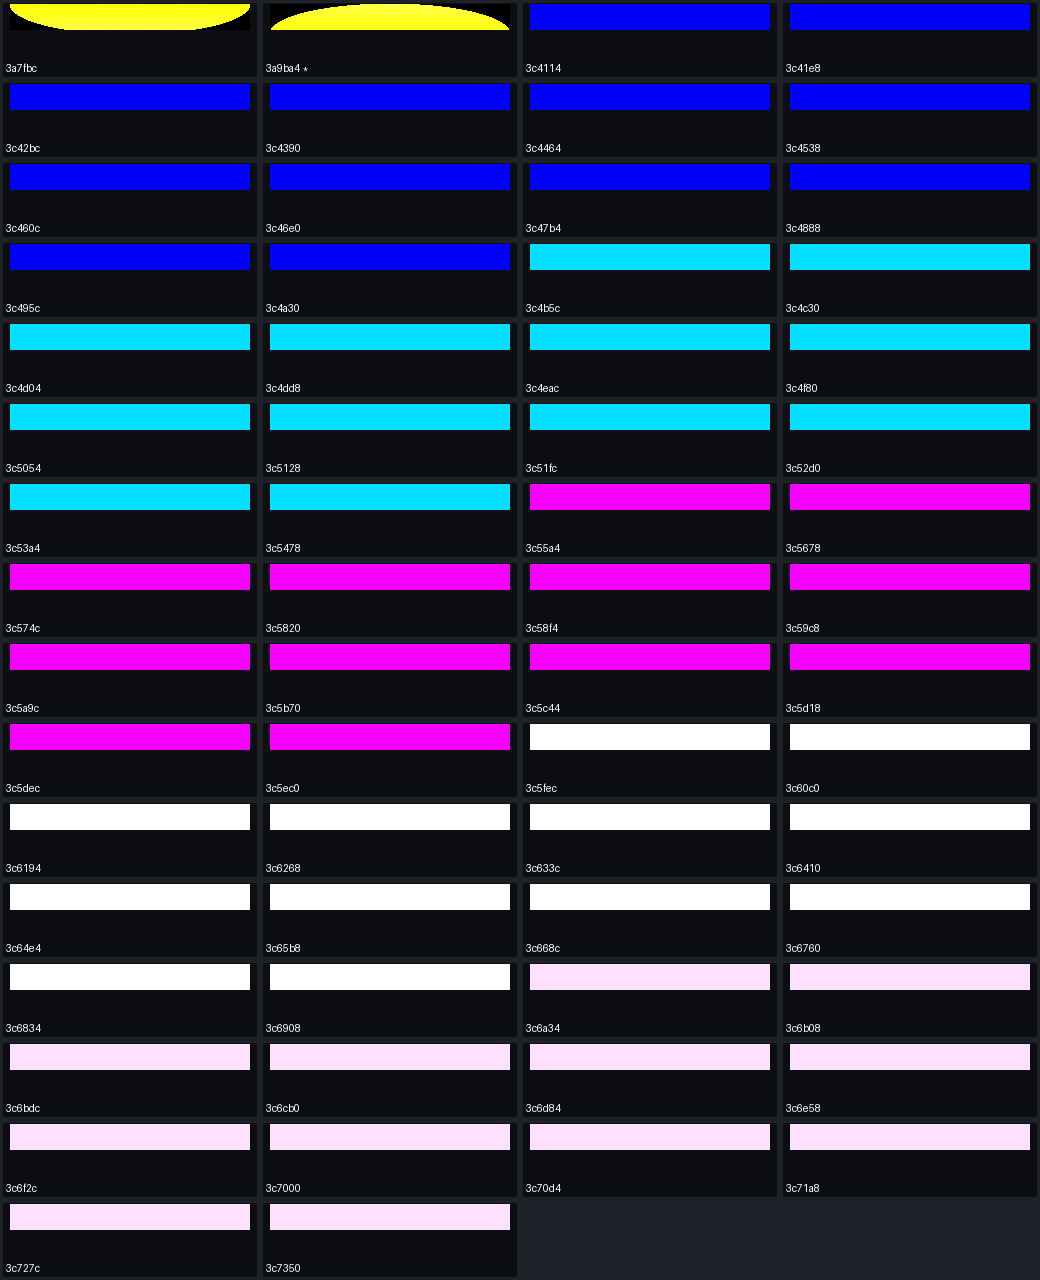 3a7fbc 3a9ba4 * 3c4114 3c41e8
3c42bc 3c4390 3c4464 3c4538
3c460c 3c46e0 3c47b4 3c4888
3c495c 3c4a30 3c4b5c 3c4c30
3c4d04 3c4dd8 3c4eac 3c4f80
3c5054 3c5128 3c51fc 3c52d0
3c53a4 3c5478 3c55a4 3c5678
3c574c 3c5820 3c58f4 3c59c8
3c5a9c 3c5b70 3c5c44 3c5d18
3c5dec 3c5ec0 3c5fec 3c60c0
3c6194 3c6268 3c633c 3c6410
3c64e4 3c65b8 3c668c 3c6760
3c6834 3c6908 3c6a34 3c6b08
3c6bdc 3c6cb0 3c6d84 3c6e58
3c6f2c 3c7000 3c70d4 3c71a8
3c727c 3c7350